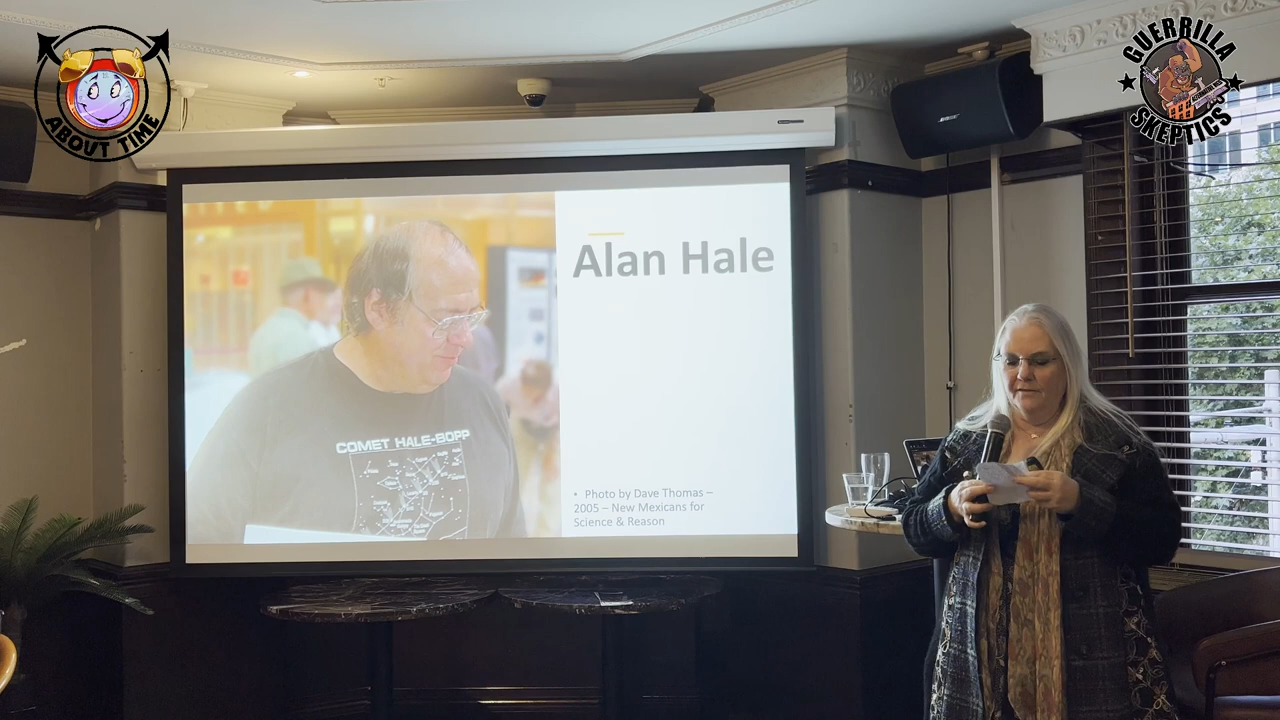 ABOUT TIME
GUERRILLA
SKEPTICS
BOSE
Alan Hale
COMET HALE-BOPP
• Photo by Dave Thomas –
2005 – New Mexicans for
Science & Reason